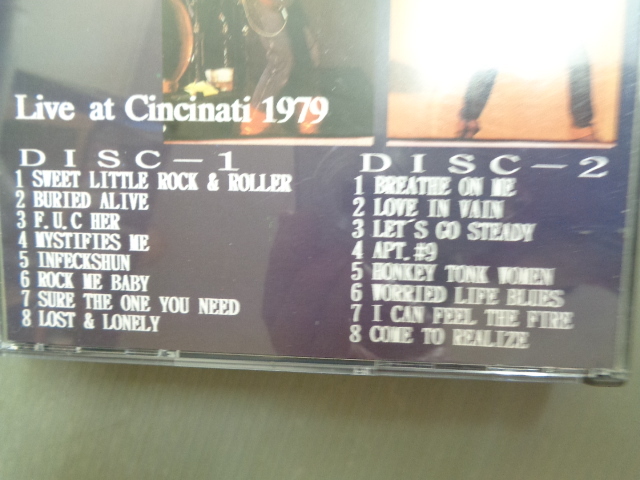 Live at Cincinati 1979
DISC-1
1 SWEET LITTLE ROCK & ROLLER
2 BURIED ALIVE
3 F.U.C HER
4 MYSTIFIES ME
5 INFECKSHUN
6 ROCK ME BABY
7 SURE THE ONE YOU NEED
8 LOST & LONELY
DISC-2
1 BREATHE ON ME
2 LOVE IN VAIN
3 LET S GO STEADY
4 APT. #9
5 HONKEY TONK WOMEN
6 WORRIED LIFE BLUES
7 I CAN FEEL THE FIRE
8 COME TO REALIZE